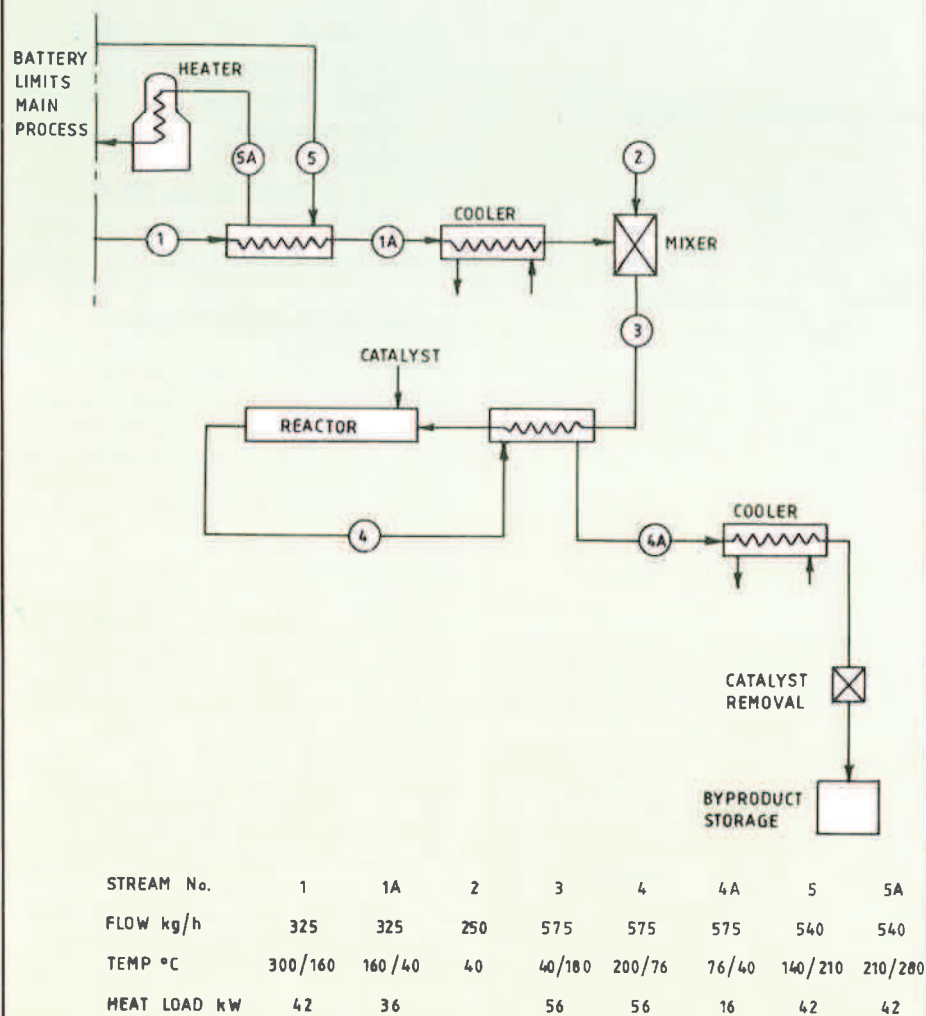 BATTERY
LIMITS
MAIN
PROCESS
HEATER
5A
5
2
1
1A
COOLER
MIXER
3
CATALYST
REACTOR
4
4A
COOLER
CATALYST
REMOVAL
BYPRODUCT
STORAGE
STREAM No. 1 1A 2 3 4 4A 5 5A
FLOW kg/h 325 325 250 575 575 575 540 540
TEMP °C 300/160 160/40 40 40/180 200/76 76/40 140/210 210/280
HEAT LOAD kW 42 36 56 56 16 42 42